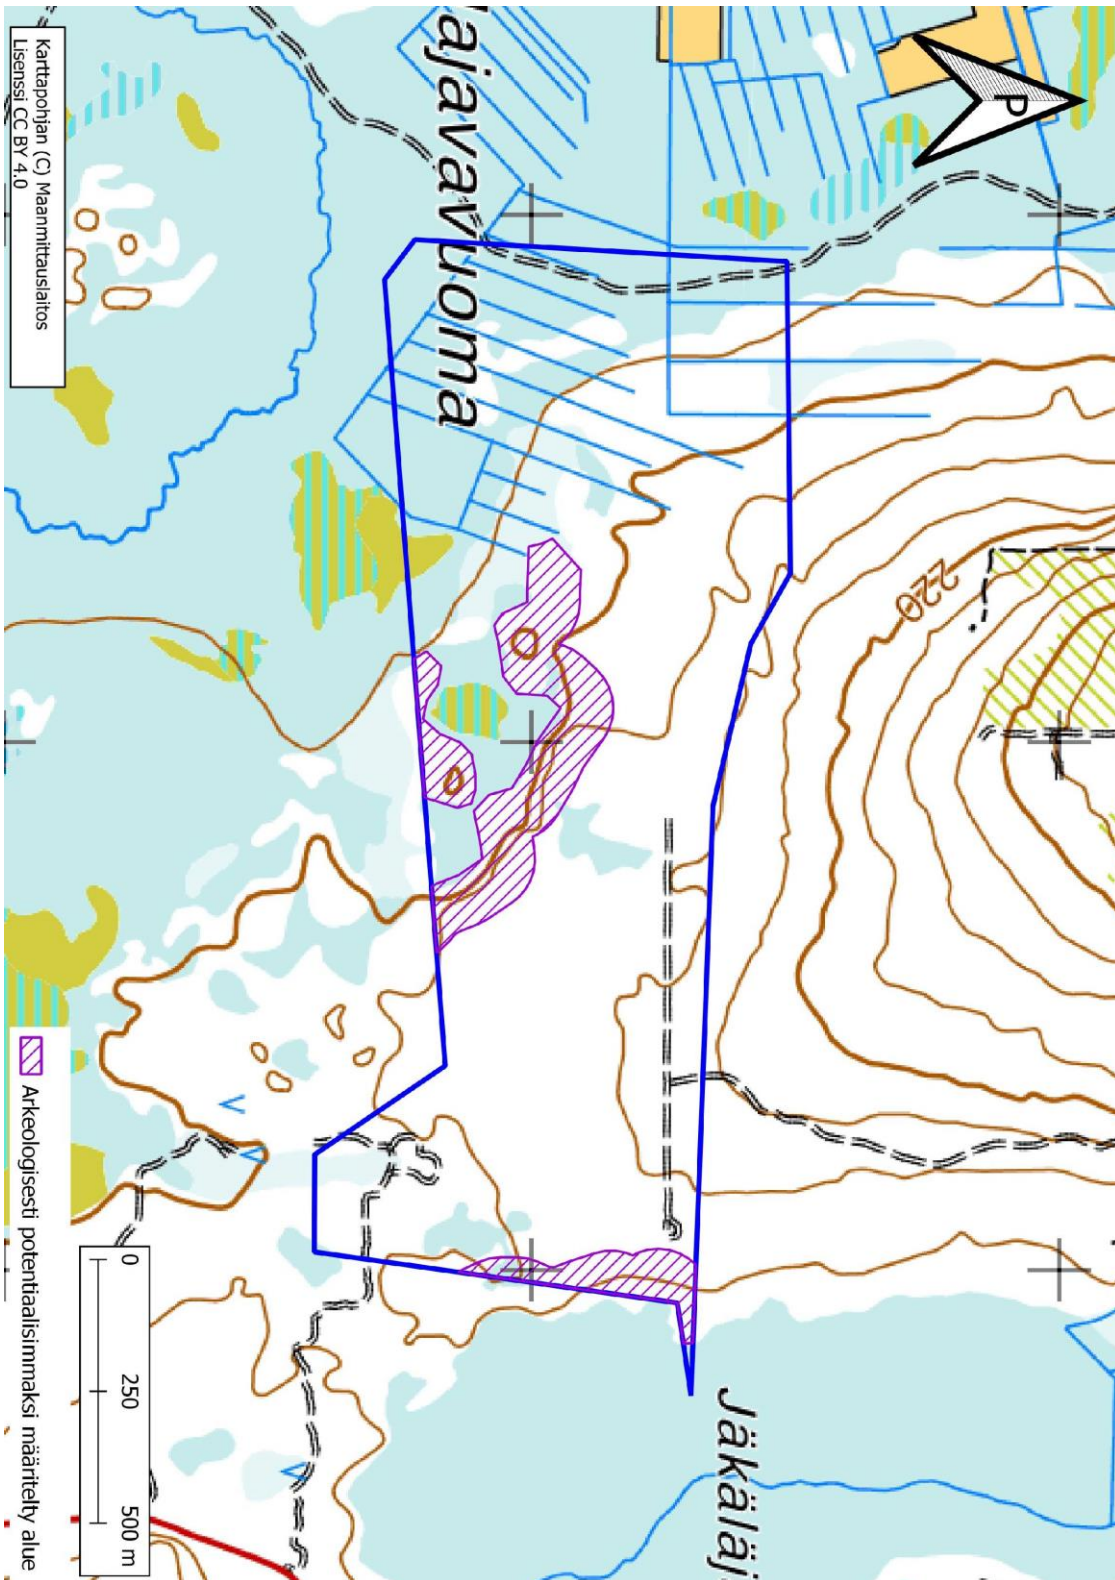 ajavavuoma
P
220
Jäkäläj
Karttapohjan (C) Maanmittauslaitos
Lisenssi CC BY 4.0
0 250 500 m
Arkeologisesti potentiaalisimmaksi määritelty alue